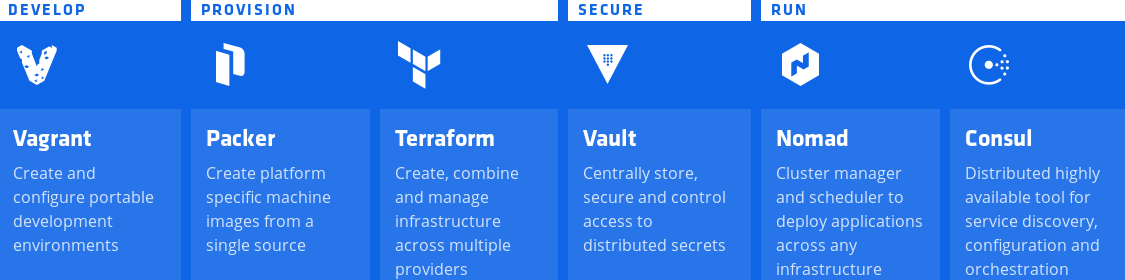 DEVELOP
PROVISION
SECURE
RUN
Vagrant
Create and
configure portable
development
environments
Packer
Create platform
specific machine
images from a
single source
Terraform
Create, combine
and manage
infrastructure
across multiple
providers
Vault
Centrally store,
secure and control
access to
distributed secrets
Nomad
Cluster manager
and scheduler to
deploy applications
across any
infrastructure
Consul
Distributed highly
available tool for
service discovery,
configuration and
orchestration